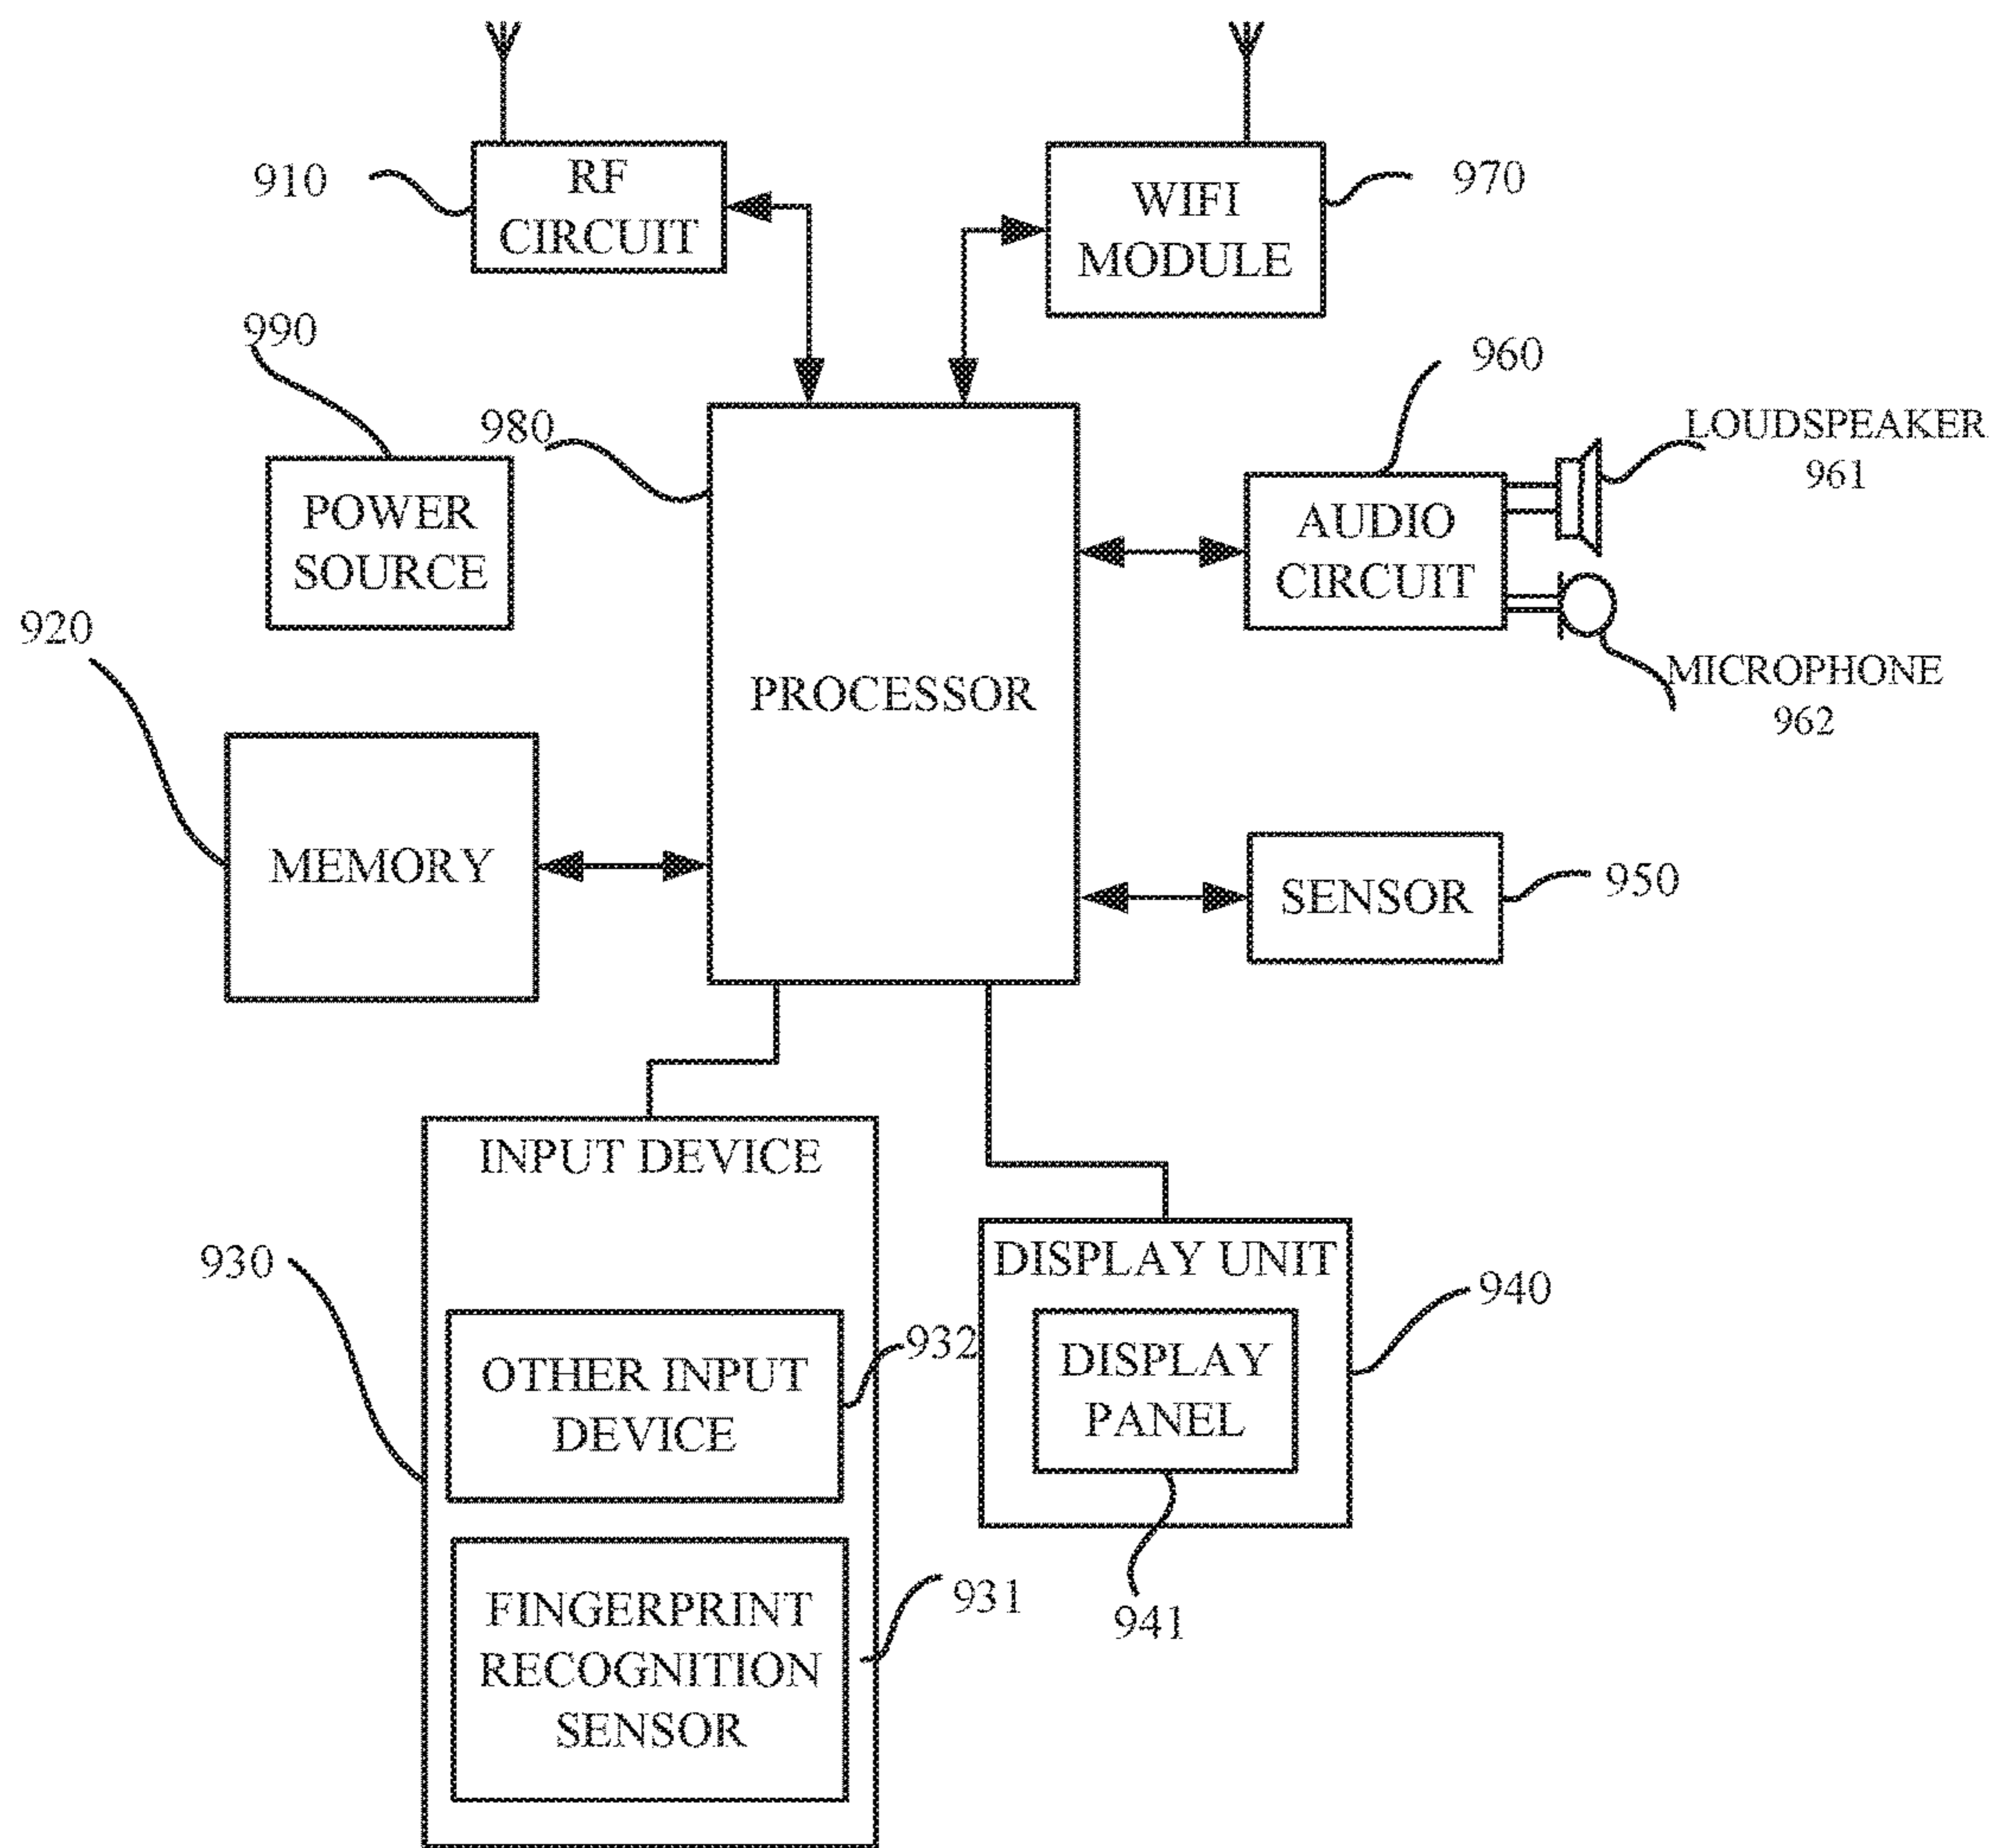 910
RF
CIRCUIT
WIFI
MODULE
970
990
POWER
SOURCE
980
PROCESSOR
960
AUDIO
CIRCUIT
LOUDSPEAKER
961
MICROPHONE
962
920
MEMORY
SENSOR
950
INPUT DEVICE
930
OTHER INPUT
DEVICE
932
FINGERPRINT
RECOGNITION
SENSOR
931
DISPLAY UNIT
DISPLAY
PANEL
940
941